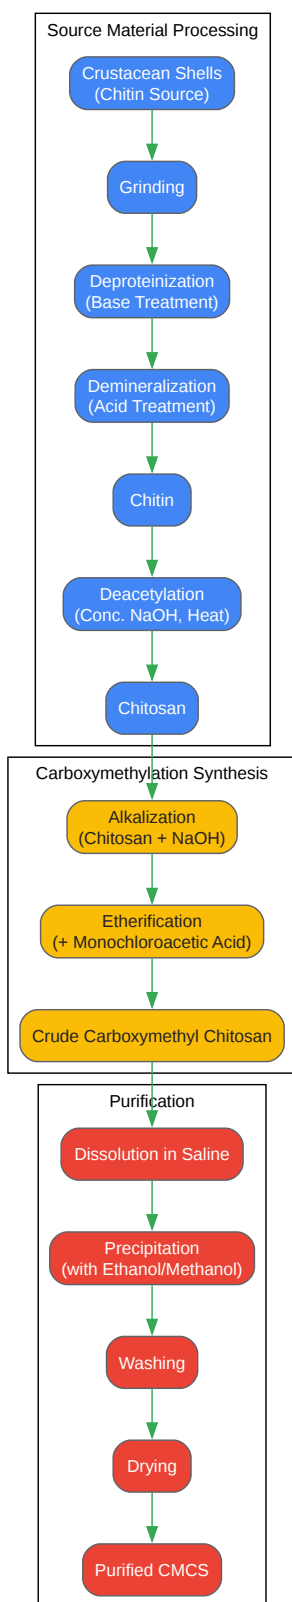 Source Material Processing
Crustacean Shells
(Chitin Source)
Grinding
Deproteinization
(Base Treatment)
Demineralization
(Acid Treatment)
Chitin
Deacetylation
(Conc. NaOH, Heat)
Chitosan
Carboxymethylation Synthesis
Alkalization
(Chitosan + NaOH)
Etherification
(+ Monochloroacetic Acid)
Crude Carboxymethyl Chitosan
Purification
Dissolution in Saline
Precipitation
(with Ethanol/Methanol)
Washing
Drying
Purified CMCS